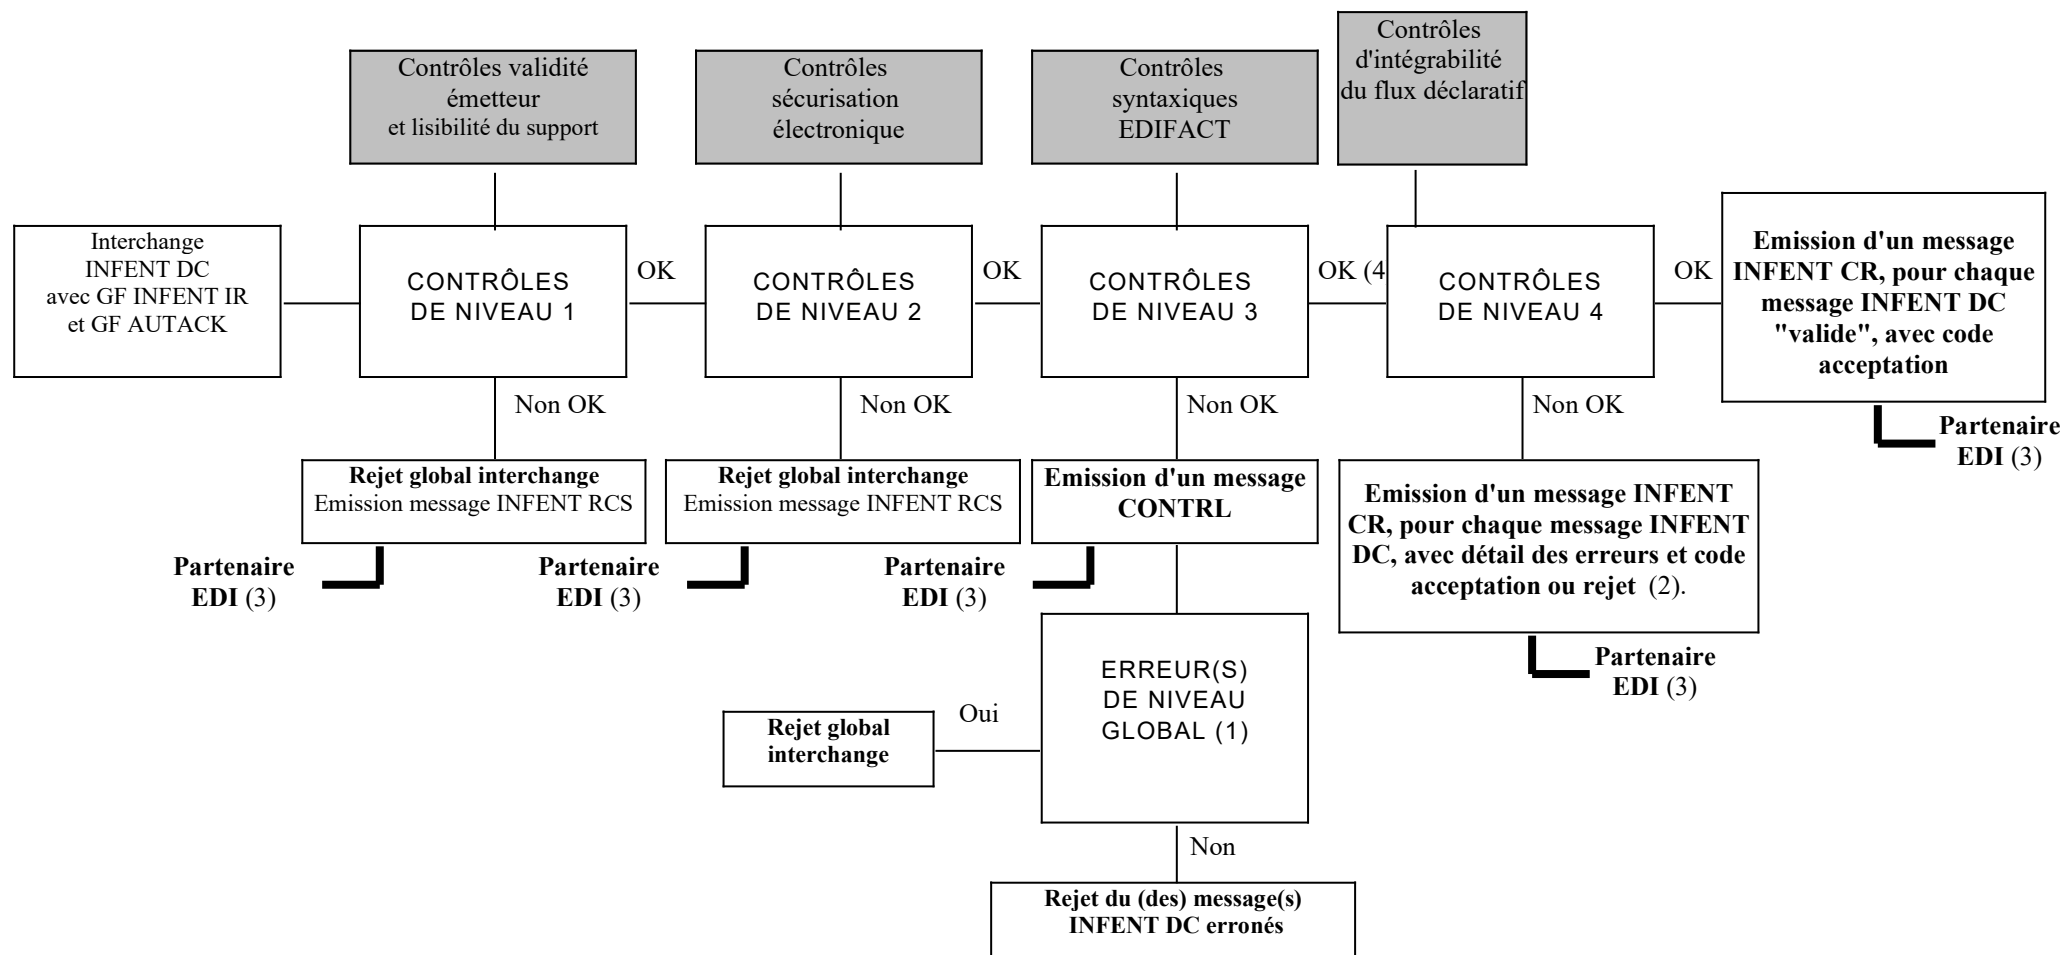 Contrôles validité
émetteur
et lisibilité du support
Contrôles
sécurisation
électronique
Contrôles
syntaxiques
EDIFACT
Contrôles
d'intégrabilité
du flux déclaratif
Interchange
INFENT DC
avec GF INFENT IR
et GF AUTACK
CONTRÔLES
DE NIVEAU 1
OK
CONTRÔLES
DE NIVEAU 2
OK
CONTRÔLES
DE NIVEAU 3
OK (4
CONTRÔLES
DE NIVEAU 4
OK
Emission d'un message
INFENT CR, pour chaque
message INFENT DC
"valide", avec code
acceptation
Non OK
Non OK
Non OK
Non OK
Partenaire
EDI (3)
Rejet global interchange
Emission message INFENT RCS
Rejet global interchange
Emission message INFENT RCS
Emission d'un message
CONTRL
Emission d'un message INFENT
CR, pour chaque message INFENT
DC, avec détail des erreurs et code
acceptation ou rejet (2).
Partenaire
EDI (3)
Partenaire
EDI (3)
Partenaire
EDI (3)
Partenaire
EDI (3)
ERREUR(S)
DE NIVEAU
GLOBAL (1)
Oui
Rejet global
interchange
Non
Rejet du (des) message(s)
INFENT DC erronés